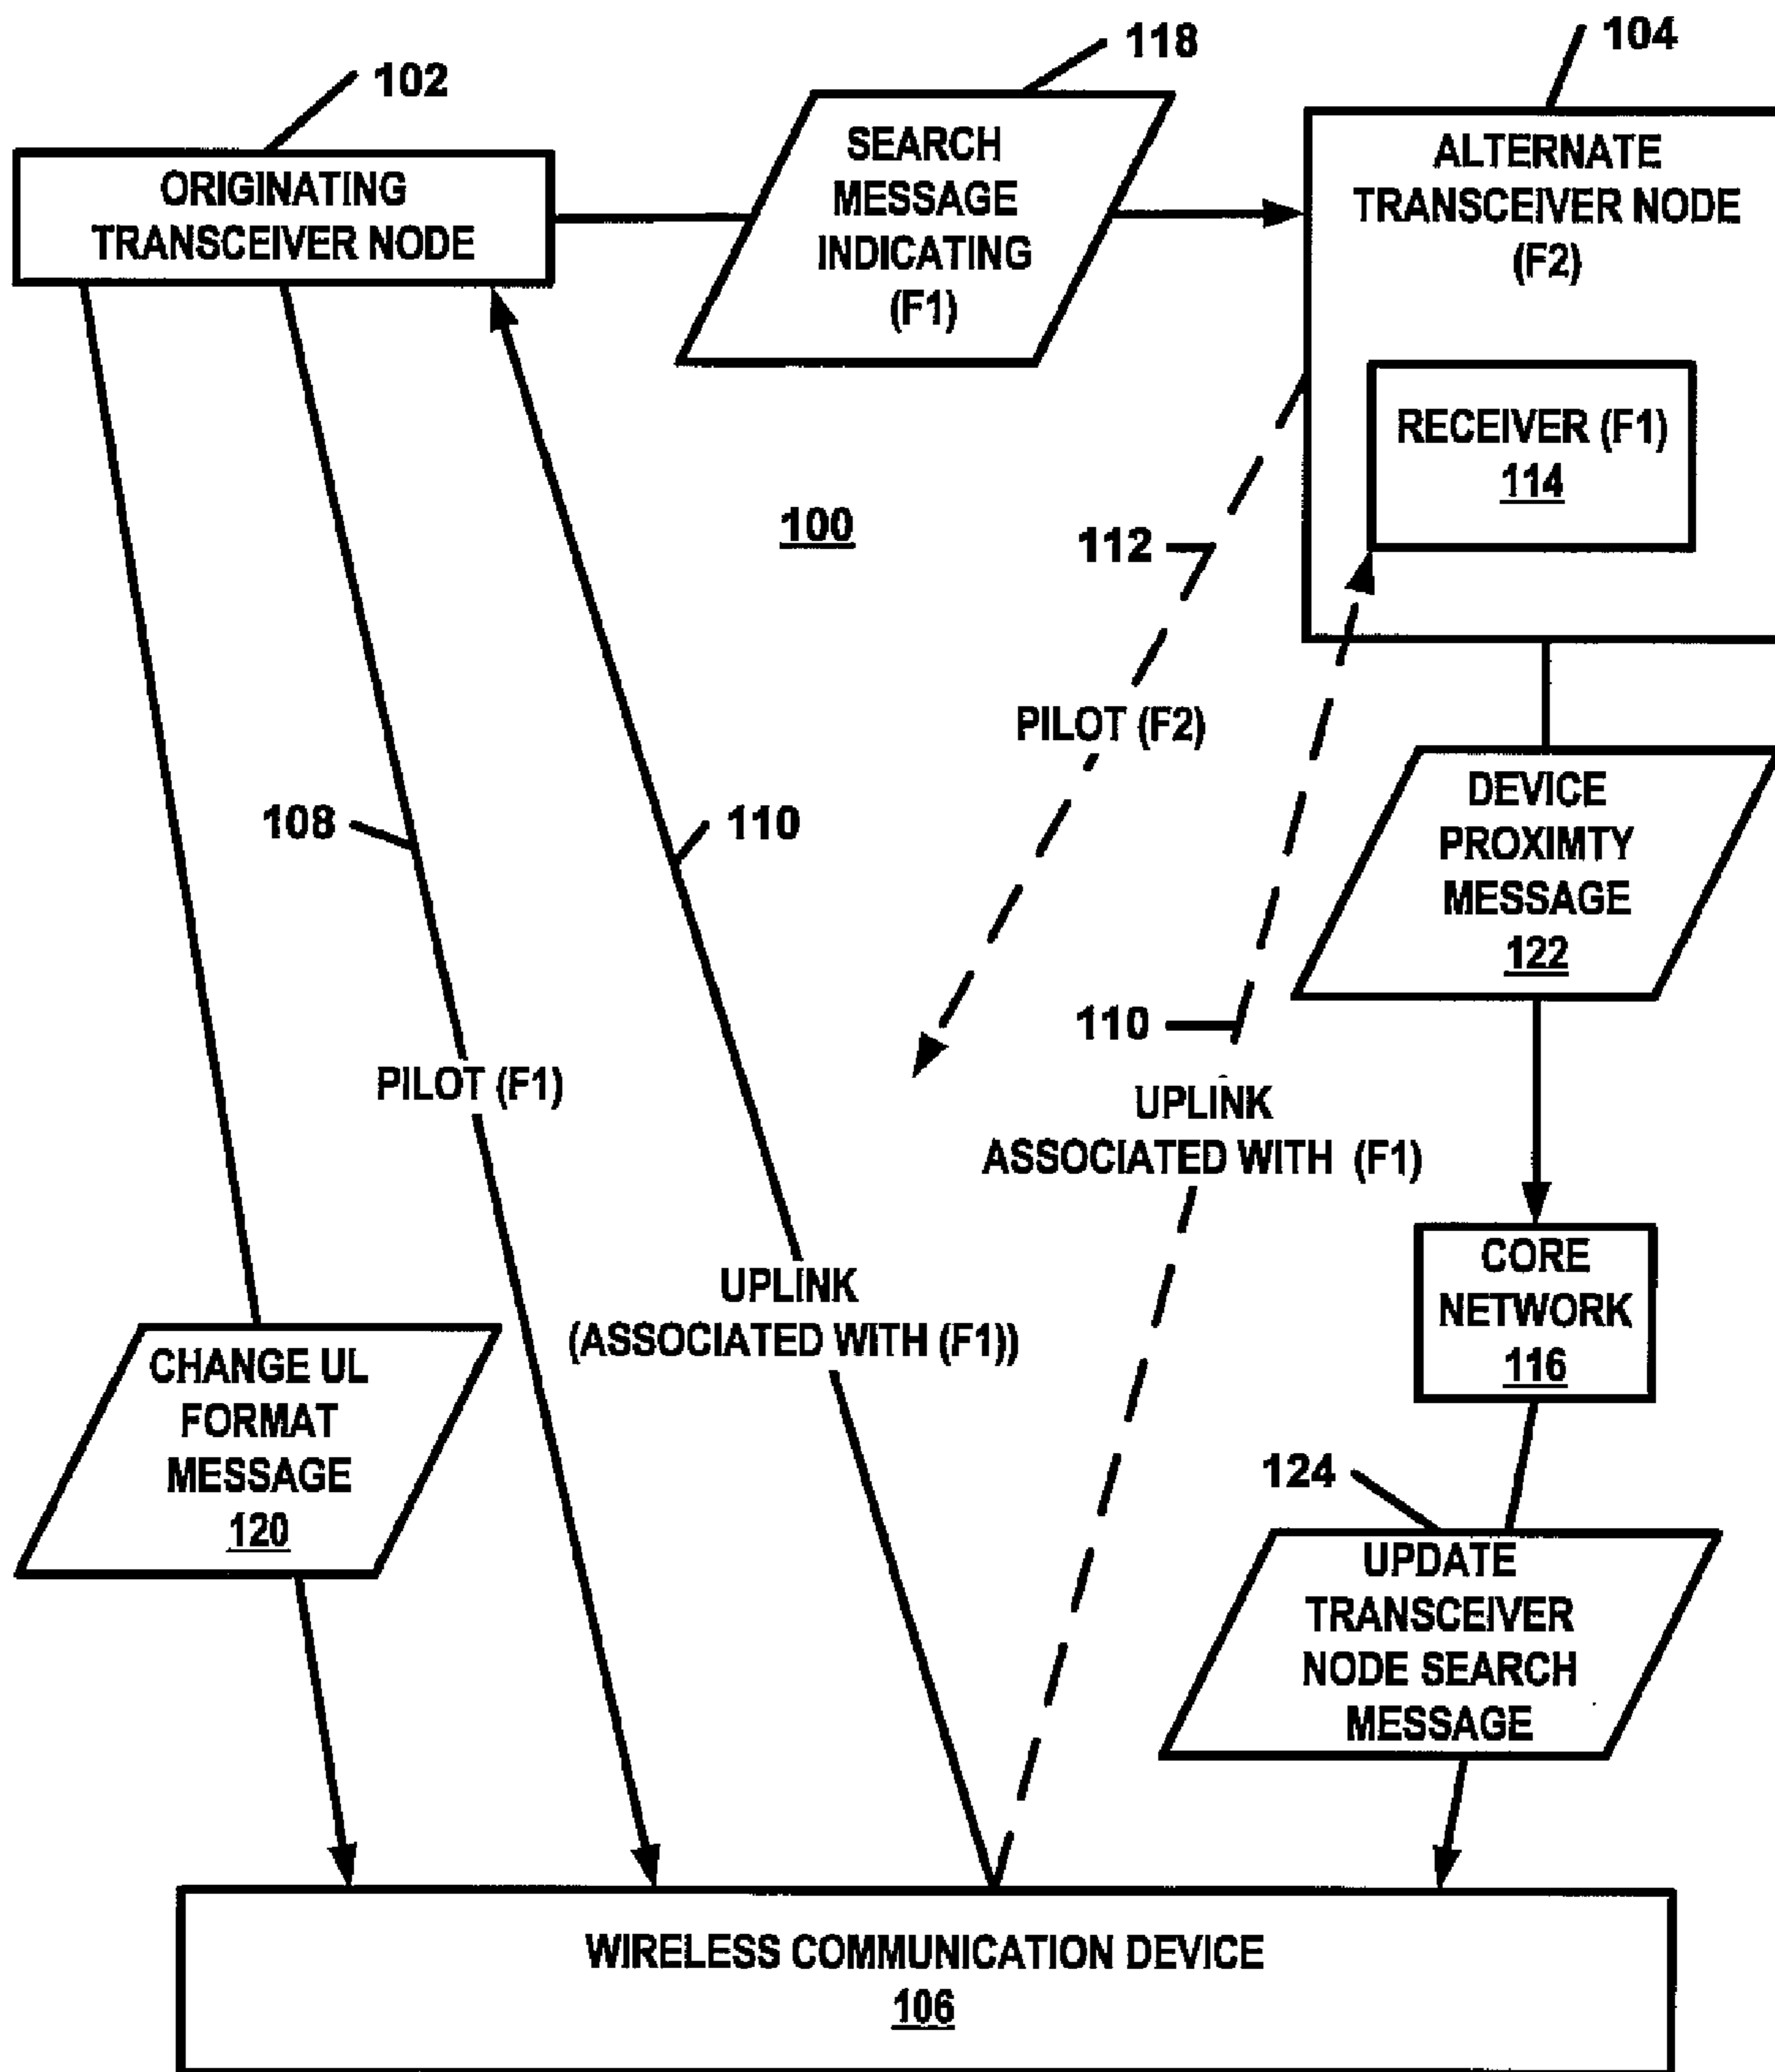 118
104
102
SEARCH
MESSAGE
INDICATING
(F1)
ORIGINATING
TRANSCEIVER NODE
ALTERNATE
TRANSCEIVER NODE
(F2)
RECEIVER (F1)
114
100
112
PILOT (F2)
108
110
DEVICE
PROXIMTY
MESSAGE
122
110
PILOT (F1)
UPLINK
ASSOCIATED WITH (F1)
UPLINK
(ASSOCIATED WITH (F1))
CORE
NETWORK
116
CHANGE UL
FORMAT
MESSAGE
120
124
UPDATE
TRANSCEIVER
NODE SEARCH
MESSAGE
WIRELESS COMMUNICATION DEVICE
106